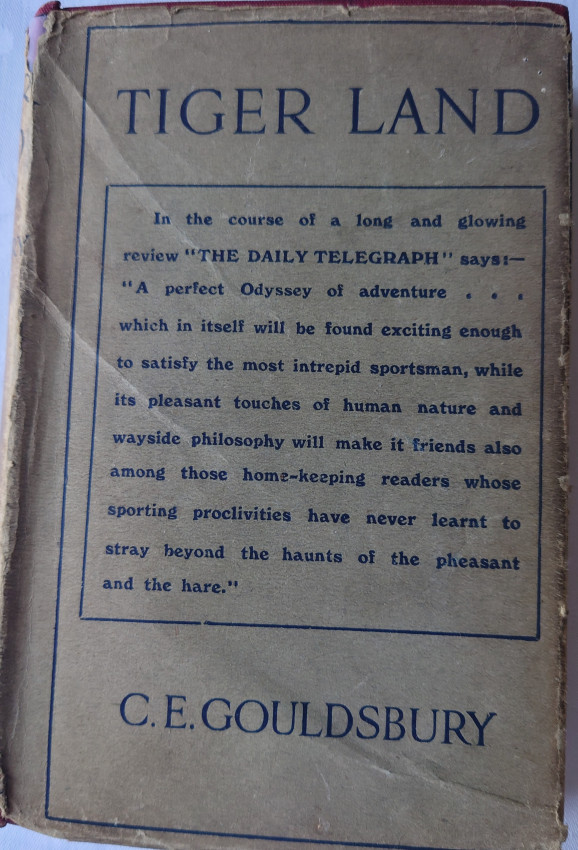 TIGER LAND
In the course of a long and glowing
review "THE DAILY TELEGRAPH" says:—
"A perfect Odyssey of adventure . . .
which in itself will be found exciting enough
to satisfy the most intrepid sportsman, while
its pleasant touches of human nature and
wayside philosophy will make it friends also
among those home-keeping readers whose
sporting proclivities have never learnt to
stray beyond the haunts of the pheasant
and the hare."
C. E. GOULDSBURY